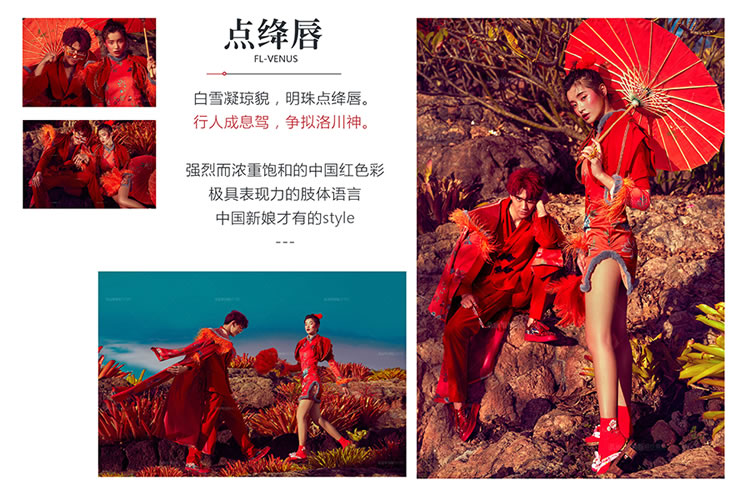 点绛唇
FL-VENUS
白雪凝琼貌，明珠点绛唇。
行人成息驾，争拟洛川神。
强烈而浓重饱和的中国红色彩
极具表现力的肢体语言
中国新娘才有的style
---